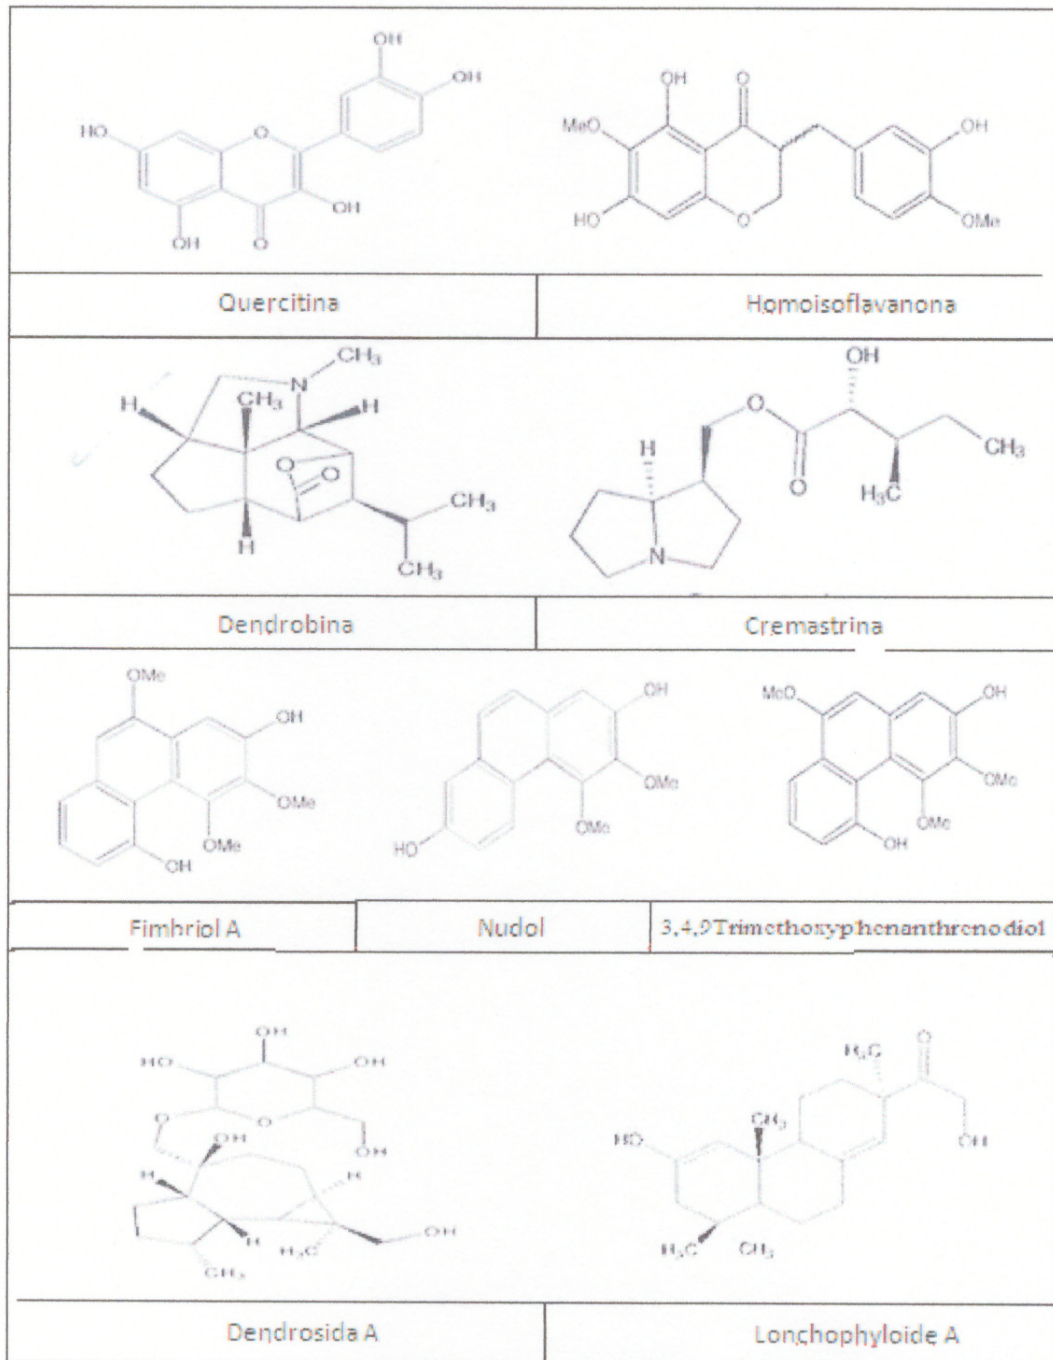 OH
OH
HO
O
OH
OH
O
OH
O
MeO
OH
HO
O
OMe
Quercitina
Homoisoflavanona
CH₃
N
CH₃
H
H
O
O
CH₃
H
CH₃
OH
O
H
O
H₃C
CH₃
N
Dendrobina
Cremastrina
OMe
OH
OMe
OMe
OH
OH
OMe
OMe
HO
MeO
OH
OMe
OMe
OH
Fimhriol A
Nudol
3,4,9Trimethoxyphenanthrenodiol
OH
HO
OH
O
O
OH
OH
H
H
H
H₃C
OH
CH₃
O
H₃C
CH₃
HO
OH
H₃C
CH₃
Dendrosida A
Lonchophyloide A